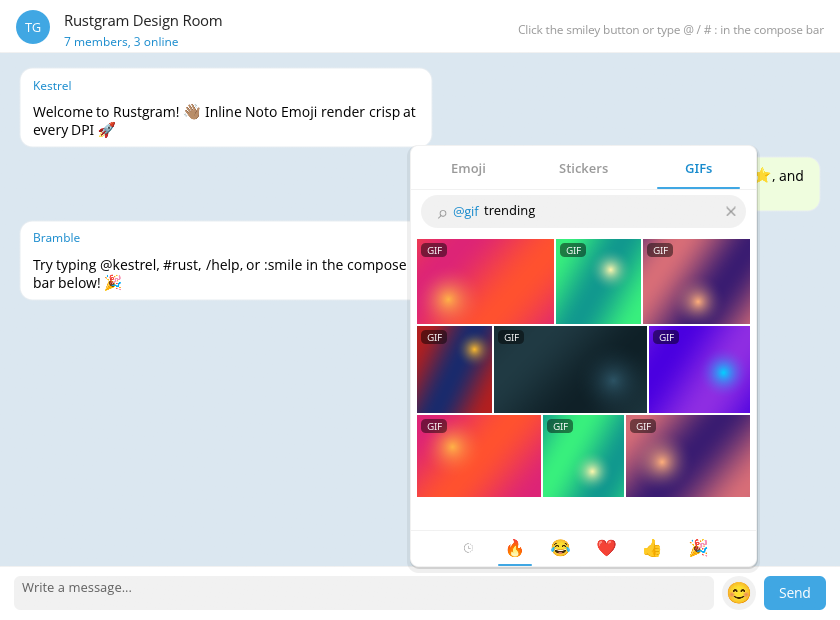 TG
Rustgram Design Room
7 members, 3 online
Click the smiley button or type @ / # : in the compose bar
Kestrel
Welcome to Rustgram! 👋🏽 Inline Noto Emoji render crisp at
every DPI 🚀
⭐, and
Bramble
Try typing @kestrel, #rust, /help, or :smile in the compose
bar below! 🎉
Emoji Stickers GIFs
@gif trending
GIF GIF GIF
GIF GIF GIF
GIF GIF GIF
Write a message...
Send